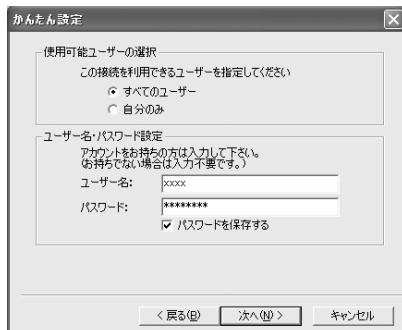 かんたん設定
使用可能ユーザーの選択
この接続を利用できるユーザーを指定してください
すべてのユーザー
自分のみ
ユーザー名・パスワード設定
アカウントをお持ちの方は入力して下さい。
(お持ちでない場合は入力不要です。)
ユーザー名: xxxx
パスワード: ********
パスワードを保存する
< 戻る(B) 次へ(N) > キャンセル